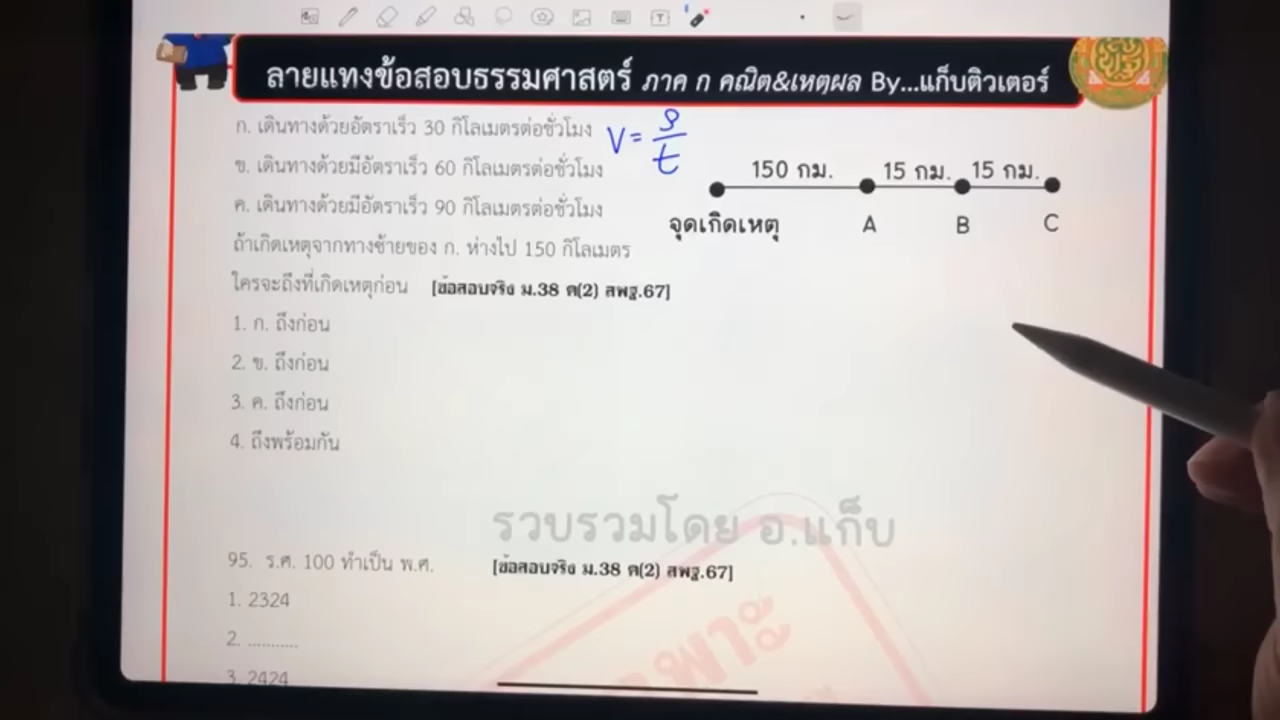 ลายแทงข้อสอบธรรมศาสตร์ ภาค ก คณิต&เหตุผล By...แก็บติวเตอร์
ก. เดินทางด้วยอัตราเร็ว 30 กิโลเมตรต่อชั่วโมง
V = s/t
ข. เดินทางด้วยมีอัตราเร็ว 60 กิโลเมตรต่อชั่วโมง
ค. เดินทางด้วยมีอัตราเร็ว 90 กิโลเมตรต่อชั่วโมง
ถ้าเกิดเหตุจากทางซ้ายของ ก. ห่างไป 150 กิโลเมตร
ใครจะถึงที่เกิดเหตุก่อน [ข้อสอบจริง ม.38 ค(2) สพฐ.67]
150 กม. 15 กม. 15 กม.
จุดเกิดเหตุ A B C
1. ก. ถึงก่อน
2. ข. ถึงก่อน
3. ค. ถึงก่อน
4. ถึงพร้อมกัน
รวบรวมโดย อ.แก็บ
95. ร.ศ. 100 ทำเป็น พ.ศ. [ข้อสอบจริง ม.38 ค(2) สพฐ.67]
1. 2324
2. ...........
3. 2424